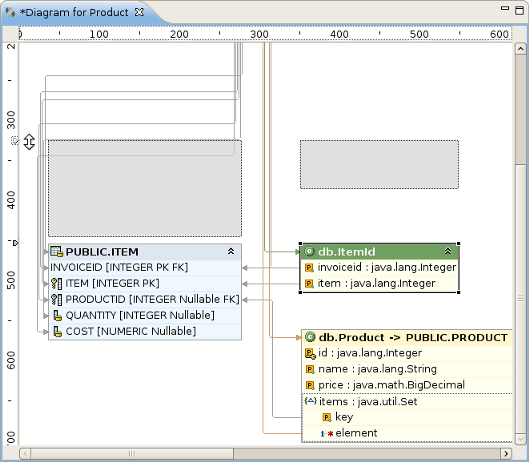 *Diagram for Product
0 100 200 300 400 500 600
2
300
400
500
600
00
PUBLIC.ITEM
INVOICEID [INTEGER PK FK]
ITEM [INTEGER PK]
PRODUCTID [INTEGER Nullable FK]
QUANTITY [INTEGER Nullable]
COST [NUMERIC Nullable]
db.ItemId
invoiceid : java.lang.Integer
item : java.lang.Integer
db.Product -> PUBLIC.PRODUCT
id : java.lang.Integer
name : java.lang.String
price : java.math.BigDecimal
items : java.util.Set
key
element